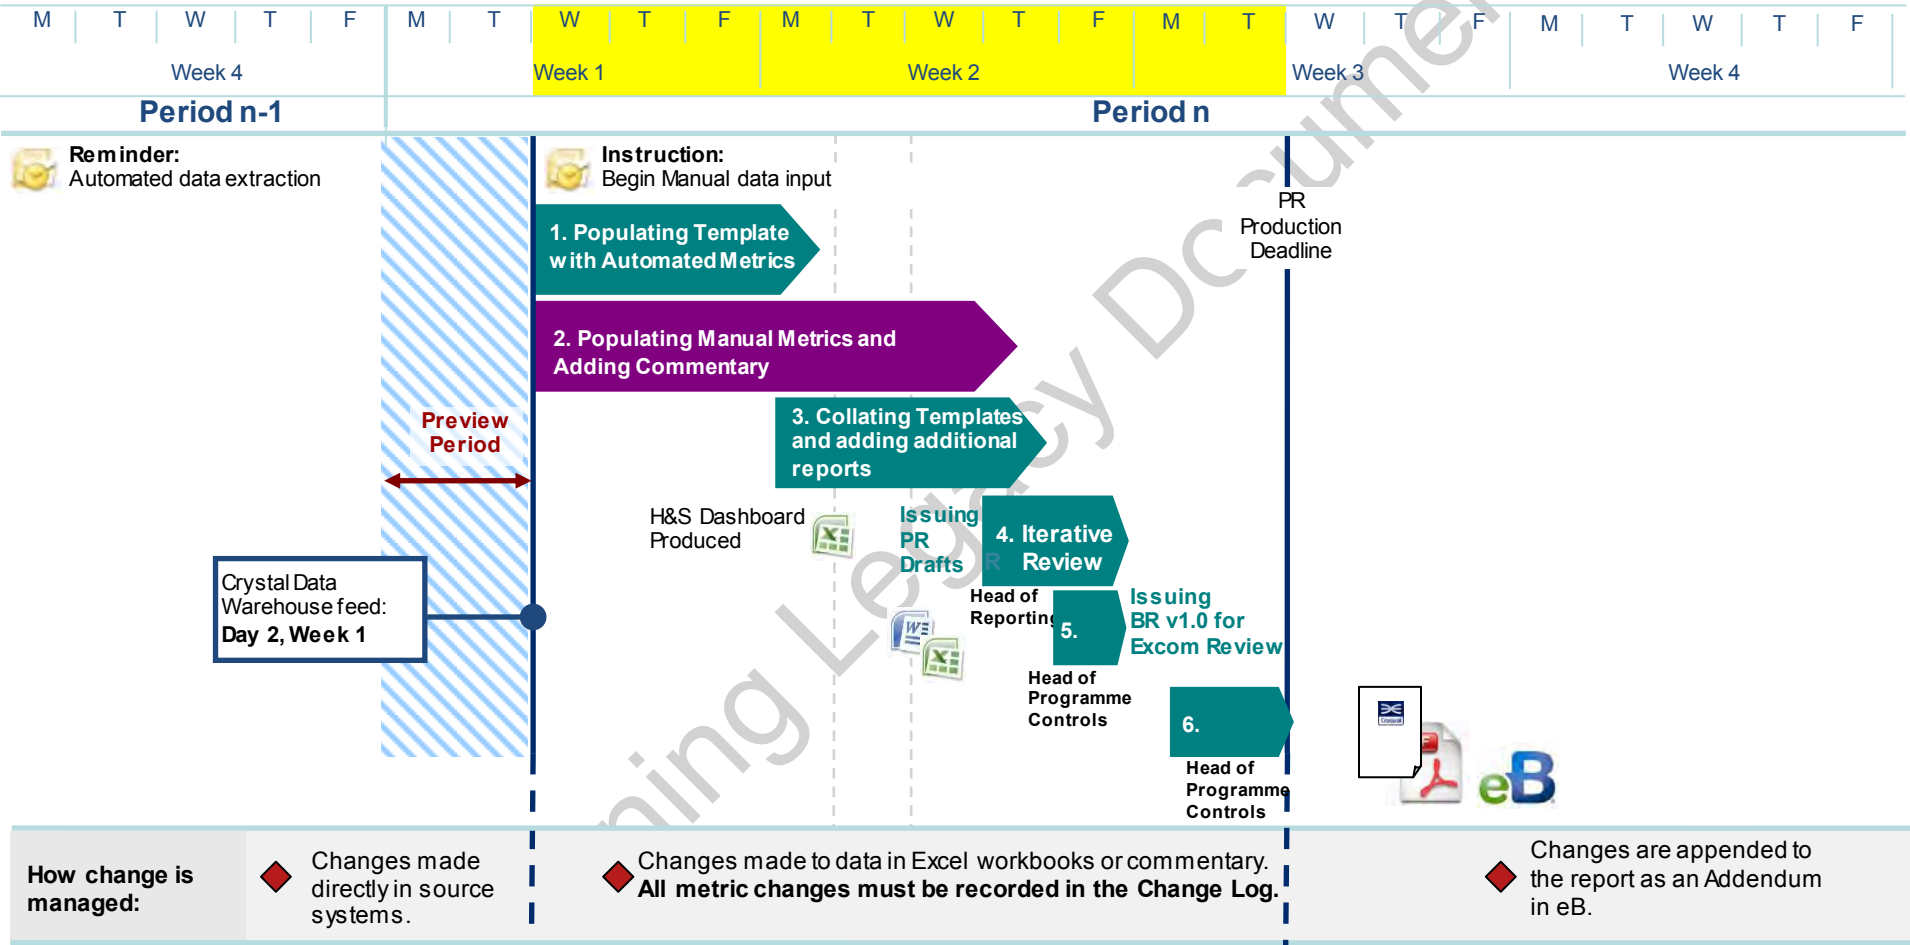 M T W T F M T W T F M T W T F M T W T F M T W T F
Week 4 Week 1 Week 2 Week 3 Week 4
Period n-1 Period n
Reminder:
Automated data extraction
Instruction:
Begin Manual data input
PR
Production
Deadline
1. Populating Template
with Automated Metrics
2. Populating Manual Metrics and
Adding Commentary
Preview
Period
3. Collating Templates
and adding additional
reports
H&S Dashboard
Produced
Issuing
PR
Drafts
4. Iterative
R Review
Head of
Reporting
Crystal Data
Warehouse feed:
Day 2, Week 1
5.
Issuing
BR v1.0 for
Excom Review
Head of
Programme
Controls
6.
Head of
Programme
Controls
eB
ning Legacy Documen
How change is
managed:
Changes made
directly in source
systems.
Changes made to data in Excel workbooks or commentary.
All metric changes must be recorded in the Change Log.
Changes are appended to
the report as an Addendum
in eB.